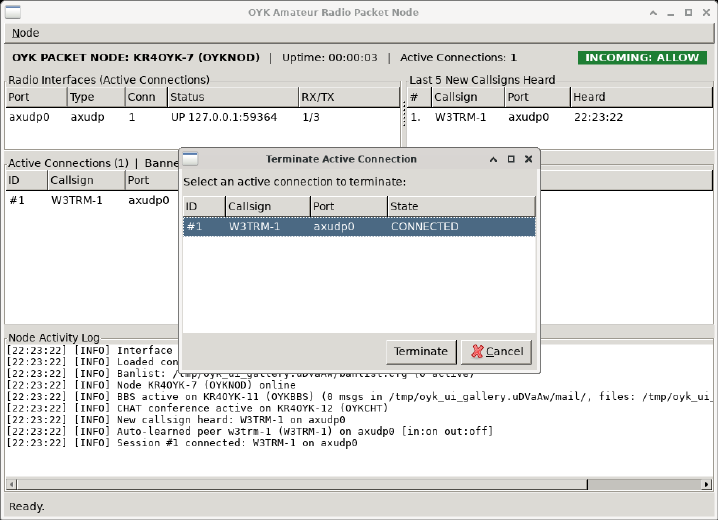 OYK Amateur Radio Packet Node
Node
OYK PACKET NODE: KR4OYK-7 (OYKNOD) | Uptime: 00:00:03 | Active Connections: 1 INCOMING: ALLOW
Radio Interfaces (Active Connections)
Port Type Conn Status RX/TX
axudp0 axudp 1 UP 127.0.0.1:59364 1/3
Last 5 New Callsigns Heard
# Callsign Port Heard
1. W3TRM-1 axudp0 22:23:22
Active Connections (1) | Banne
ID Callsign Port
#1 W3TRM-1 axudp0
Terminate Active Connection
Select an active connection to terminate:
ID Callsign Port State
#1 W3TRM-1 axudp0 CONNECTED
Terminate Cancel
Node Activity Log
[22:23:22] [INFO] Interface
[22:23:22] [INFO] Loaded con
[22:23:22] [INFO] Banlist: /tmp/oyk_ui_gallery.uDVaAw/banlist.cfg (0 active)
[22:23:22] [INFO] Node KR4OYK-7 (OYKNOD) online
[22:23:22] [INFO] BBS active on KR4OYK-11 (OYKBBS) (0 msgs in /tmp/oyk_ui_gallery.uDVaAw/mail/, files: /tmp/oyk_ui_
[22:23:22] [INFO] CHAT conference active on KR4OYK-12 (OYKCHT)
[22:23:22] [INFO] New callsign heard: W3TRM-1 on axudp0
[22:23:22] [INFO] Auto-learned peer w3trm-1 (W3TRM-1) on axudp0 [in:on out:off]
[22:23:22] [INFO] Session #1 connected: W3TRM-1 on axudp0
Ready.